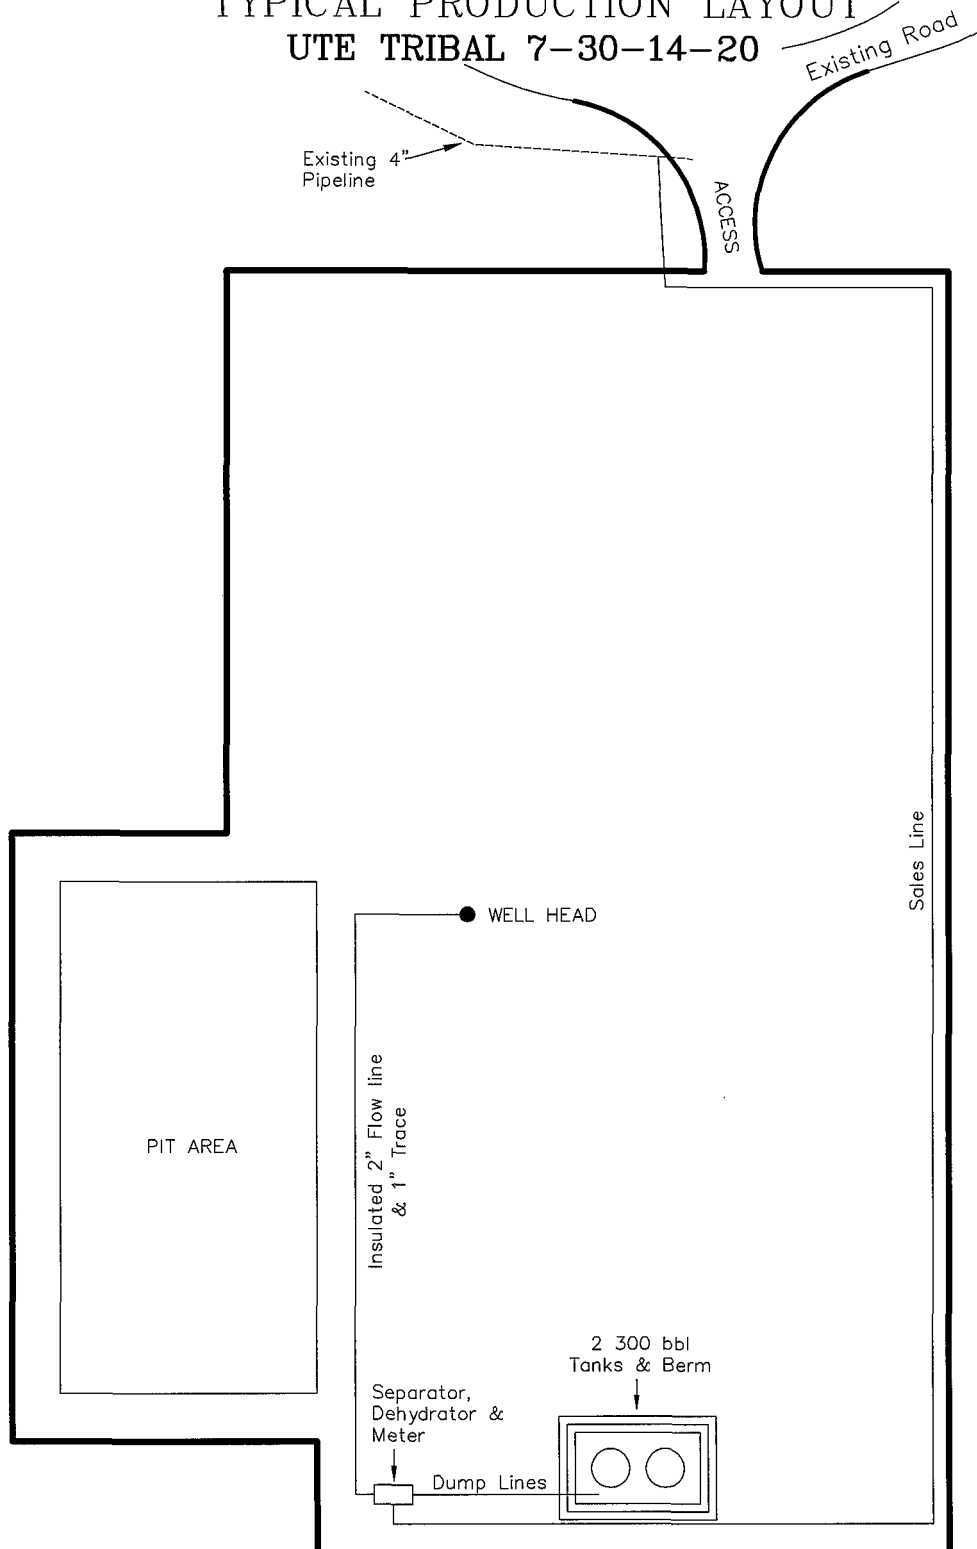 TYPICAL PRODUCTION LAYOUT
UTE TRIBAL 7-30-14-20
Existing Road
Existing 4"
Pipeline
ACCESS
Sales Line
WELL HEAD
Insulated 2" Flow line
& 1" Trace
PIT AREA
2 300 bbl
Tanks & Berm
Separator,
Dehydrator &
Meter
Dump Lines